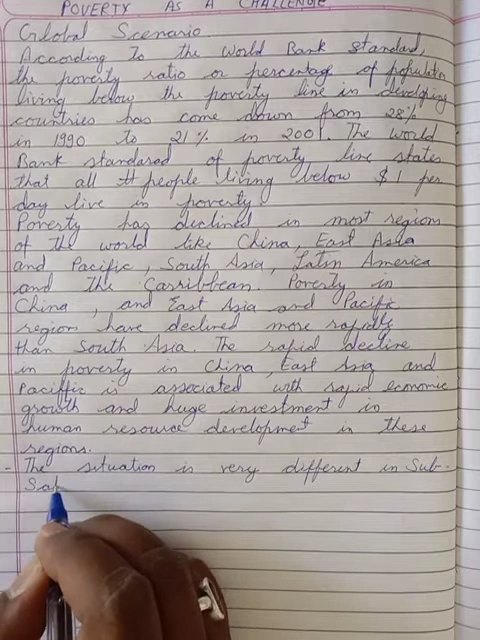 POVERTY AS A CHALLENGE
Global Scenario
According To the World Bank standard,
the poverty ratio or percentage of population
living below the poverty line in developing
countries has come down from 28%
in 1990 to 21% in 2001. The world
Bank standarad of poverty line states
that all people living below $1 per
day live in poverty
Poverty has declined in most region
of the world like China, East Asia
and Pacific, South Asia, Latin America
and the Carribbean. Poverty in
China, and East Asia and Pacific
region have declined more rapidly
than South Asia. The rapid decline
in poverty in China, East Asia and
Paciffic is associated with rapid economic
growth and huge investment in
human resource development in these
regions.
- The situation is very different in Sub-
Sah